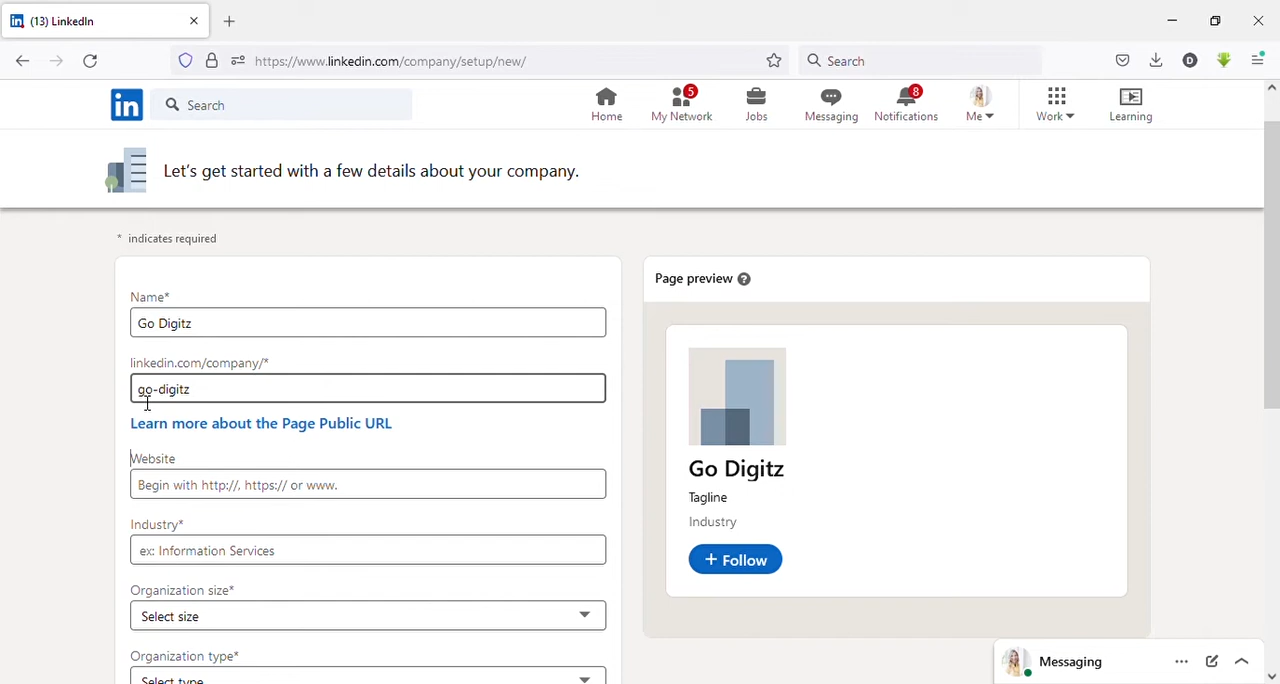 (13) LinkedIn
https://www.linkedin.com/company/setup/new/
Search
in
Search
5
8
Home
My Network
Jobs
Messaging
Notifications
Me
Work
Learning
Let's get started with a few details about your company.
* indicates required
Name*
Go Digitz
linkedin.com/company/*
go-digitz
Learn more about the Page Public URL
Website
Begin with http://, https:// or www.
Industry*
ex: Information Services
Organization size*
Select size
Organization type*
Select type
Page preview
Go Digitz
Tagline
Industry
+ Follow
Messaging